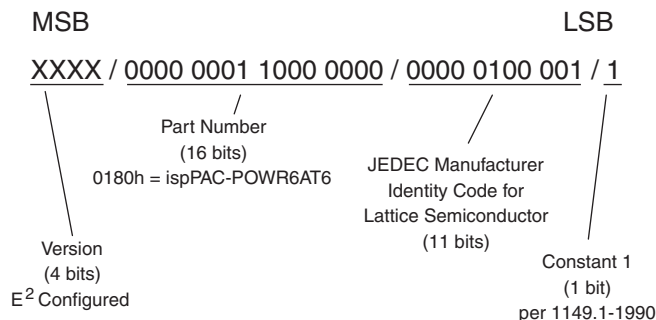 MSB LSB
XXXX / 0000 0001 1000 0000 / 0000 0100 001 / 1
Part Number
(16 bits)
0180h = ispPAC-POWR6AT6
JEDEC Manufacturer
Identity Code for
Lattice Semiconductor
(11 bits)
Version
(4 bits)
E2 Configured
Constant 1
(1 bit)
per 1149.1-1990